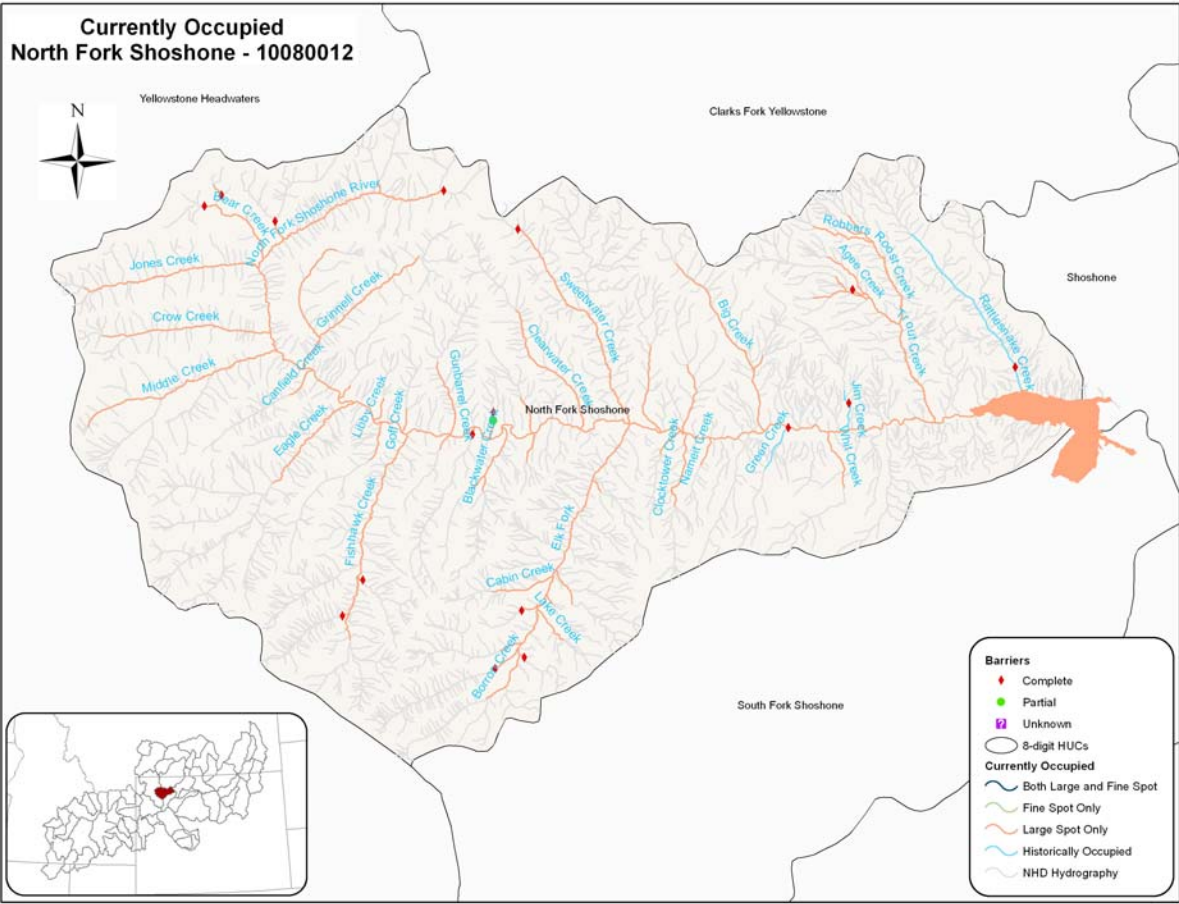 Currently Occupied
North Fork Shoshone - 10080012
Yellowstone Headwaters
Clarks Fork Yellowstone
N
Bear Creek
North Fork Shoshone River
Jones Creek
Crow Creek
Middle Creek
Grinnell Creek
Canfield Creek
Eagle Creek
Libby Creek
Goff Creek
Gunbarrel Creek
Blackwater Creek
Clearwater Creek
Sweetwater Creek
North Fork Shoshone
Big Creek
Robbers Roost Creek
Agee Creek
Trout Creek
Rattlesnake Creek
Shoshone
Fishhawk Creek
Elk Fork
Clocktower Creek
Nameit Creek
Green Creek
Jim Creek
Whit Creek
Cabin Creek
Lake Creek
Borron Creek
South Fork Shoshone
Barriers
Complete
Partial
?
Unknown
8-digit HUCs
Currently Occupied
Both Large and Fine Spot
Fine Spot Only
Large Spot Only
Historically Occupied
NHD Hydrography